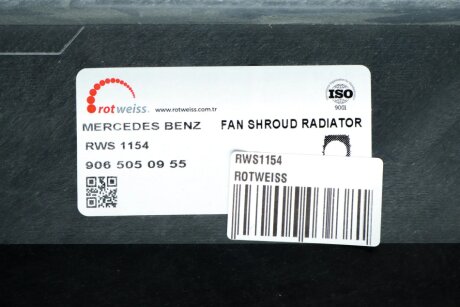 rotweiss. www.rotweiss.com.tr
ISO
9001
MERCEDES BENZ FAN SHROUD RADIATOR
RWS 1154
906 505 09 55
RWS1154
ROTWEISS